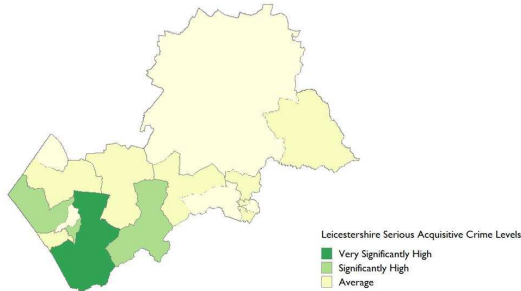 Leicestershire Serious Acquisitive Crime Levels
Very Significantly High
Significantly High
Average